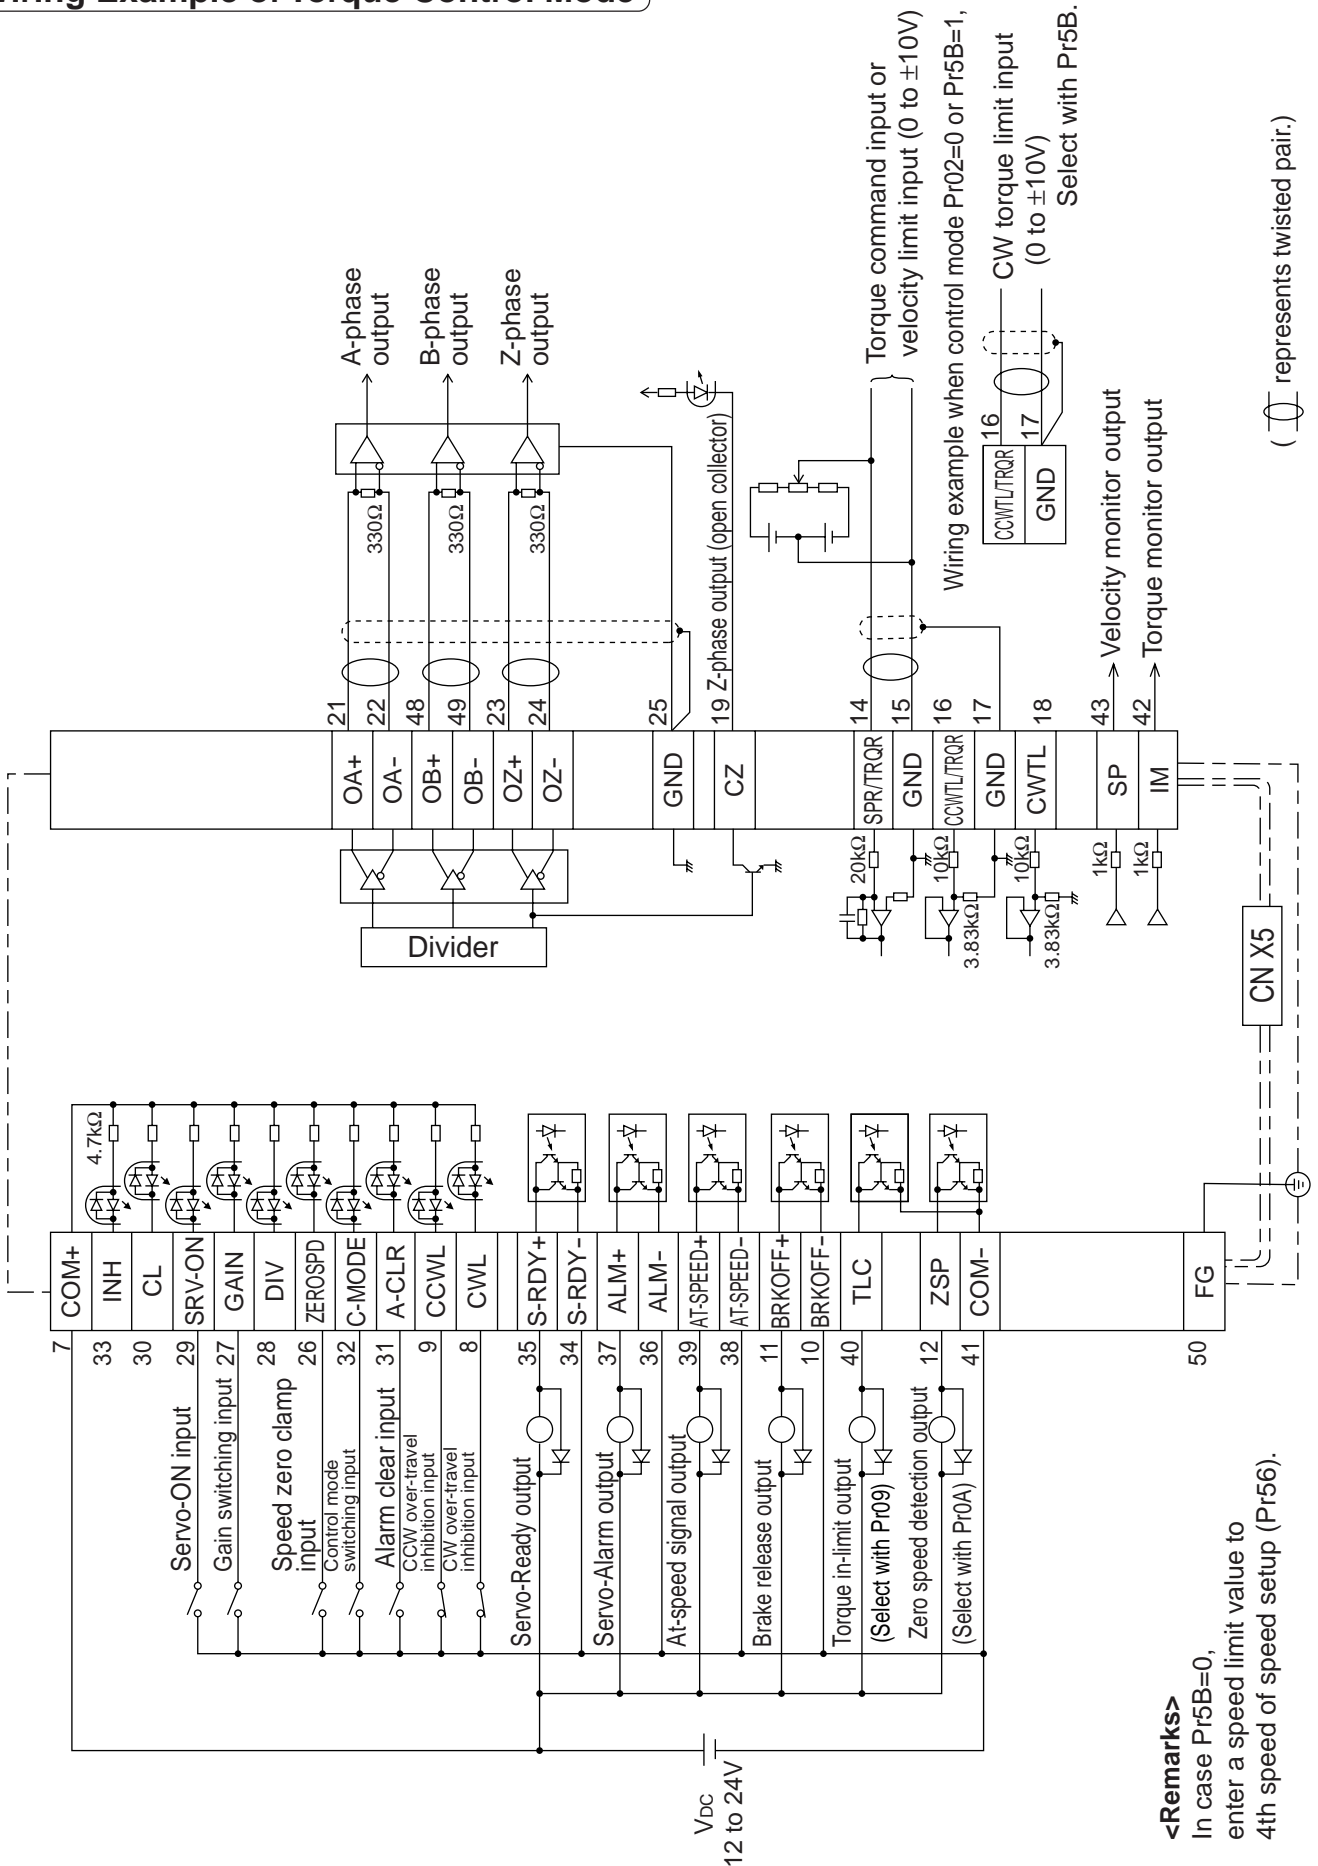 Wiring Example of Torque Control Mode
COM+
INH
CL
SRV-ON
GAIN
DIV
ZEROSPD
C-MODE
A-CLR
CCWL
CWL
S-RDY+
S-RDY-
ALM+
ALM-
AT-SPEED+
AT-SPEED-
BRKOFF+
BRKOFF-
TLC
ZSP
COM-
FG
7
33
30
29
27
28
26
32
31
9
8
35
34
37
36
39
38
11
10
40
12
41
50
4.7kΩ
Servo-ON input
Gain switching input
Speed zero clamp
input
Control mode
switching input
Alarm clear input
CCW over-travel
inhibition input
CW over-travel
inhibition input
Servo-Ready output
Servo-Alarm output
At-speed signal output
Brake release output
Torque in-limit output
(Select with Pr09)
Zero speed detection output
(Select with Pr0A)
VDC
12 to 24V
<Remarks>
In case Pr5B=0,
enter a speed limit value to
4th speed of speed setup (Pr56).
CN X5
Divider
OA+
OA-
OB+
OB-
OZ+
OZ-
GND
CZ
SPR/TRQR
GND
CCWTL/TRQR
GND
CWTL
SP
IM
21
22
48
49
23
24
25
19 Z-phase output (open collector)
14
15
16
17
18
43
42
330Ω
330Ω
330Ω
A-phase
output
B-phase
output
Z-phase
output
20kΩ
10kΩ
3.83kΩ
10kΩ
3.83kΩ
1kΩ
1kΩ
Torque command input or
velocity limit input (0 to ±10V)
Wiring example when control mode Pr02=0 or Pr5B=1,
CCWTL/TRQR
16
GND
17
CW torque limit input
(0 to ±10V)
Select with Pr5B.
Velocity monitor output
Torque monitor output
( represents twisted pair.)